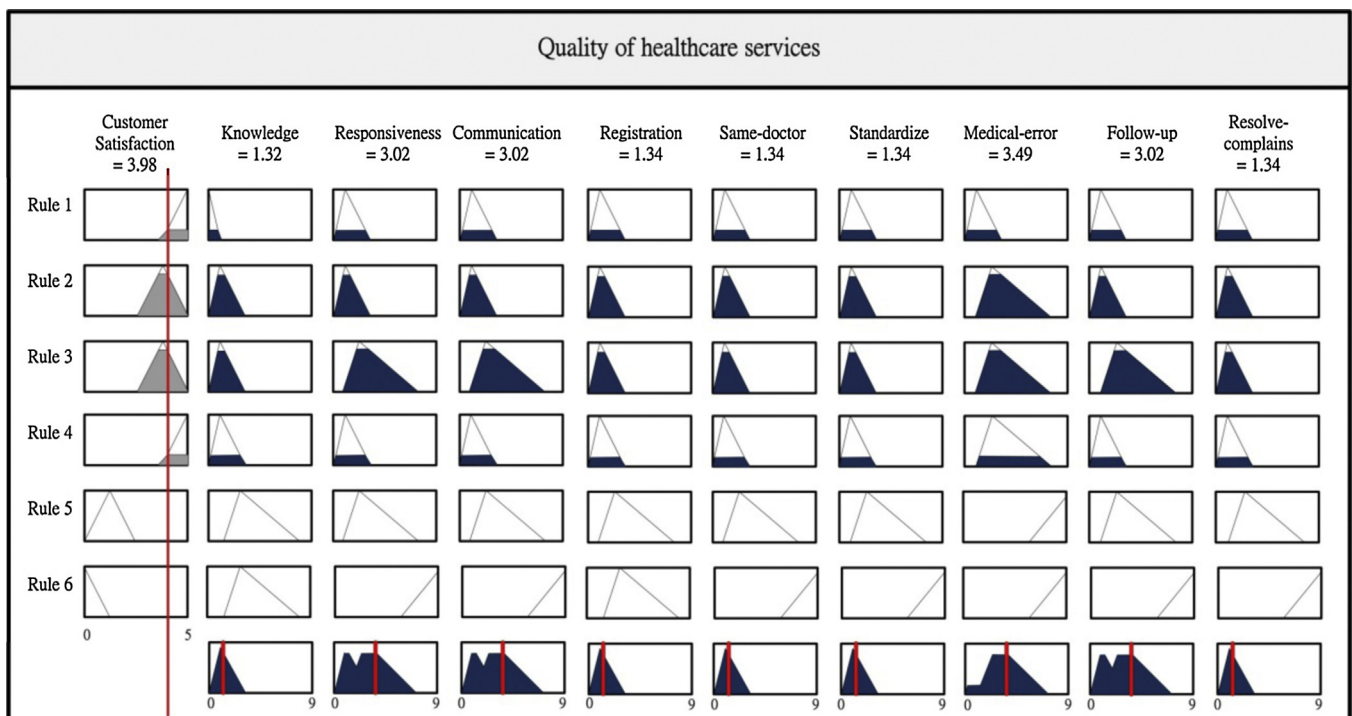 Quality of healthcare services
Customer
Satisfaction
= 3.98
Knowledge
= 1.32
Responsiveness
= 3.02
Communication
= 3.02
Registration
= 1.34
Same-doctor
= 1.34
Standardize
= 1.34
Medical-error
= 3.49
Follow-up
= 3.02
Resolve-
complains
= 1.34
Rule 1
Rule 2
Rule 3
Rule 4
Rule 5
Rule 6
0 5
0 9 0 9 0 9 0 9 0 9 0 9 0 9 0 9 0 9